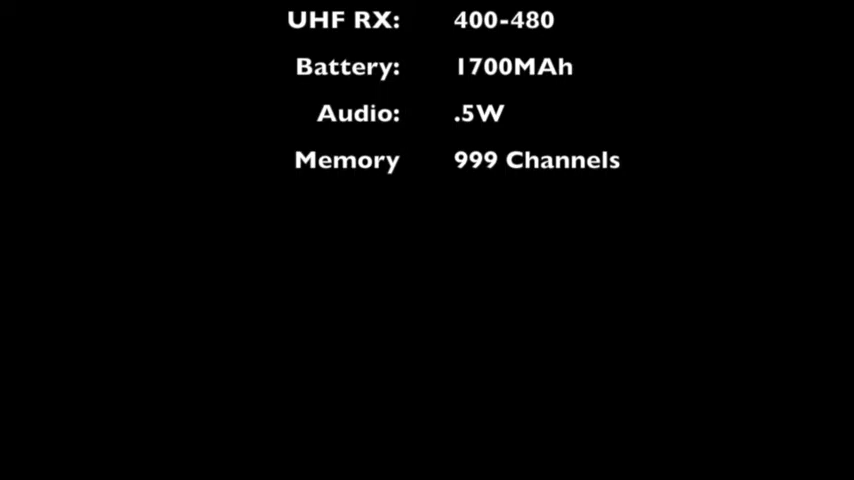 UHF RX: 400-480
Battery: 1700MAh
Audio: .5W
Memory 999 Channels